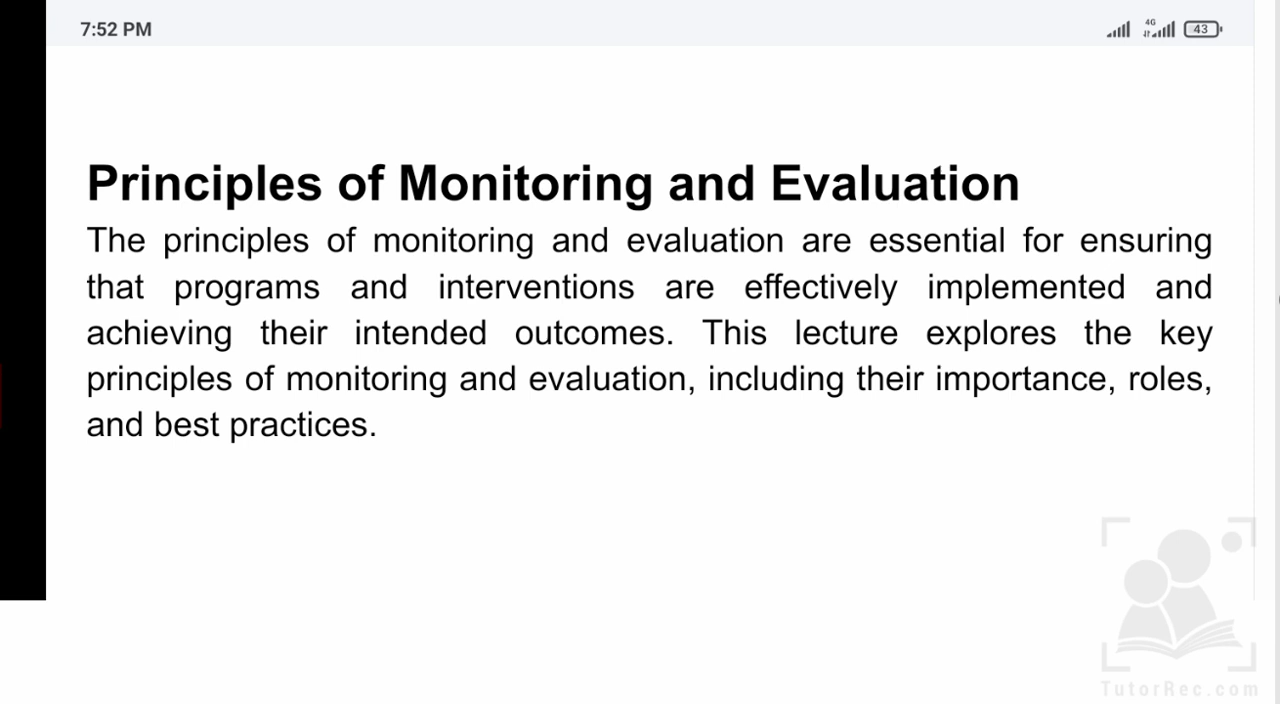 7:52 PM
4G
43
Principles of Monitoring and Evaluation
The principles of monitoring and evaluation are essential for ensuring
that programs and interventions are effectively implemented and
achieving their intended outcomes. This lecture explores the key
principles of monitoring and evaluation, including their importance, roles,
and best practices.
TutorRec.com